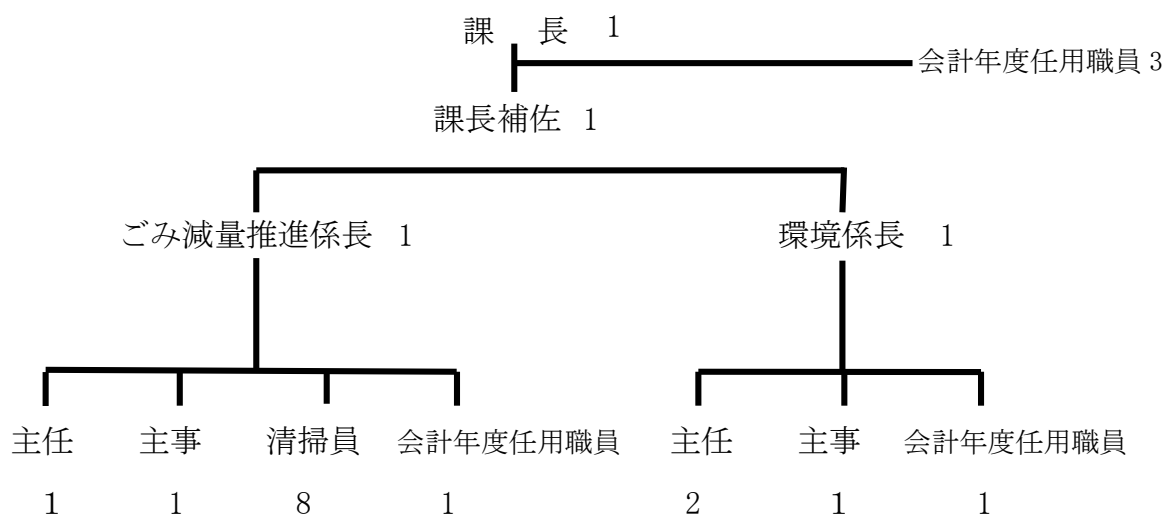 課　長　1
会計年度任用職員 3
課長補佐　1
ごみ減量推進係長　1
環境係長　1
主任　主事　清掃員　会計年度任用職員　主任　主事　会計年度任用職員
1　1　8　1　2　1　1